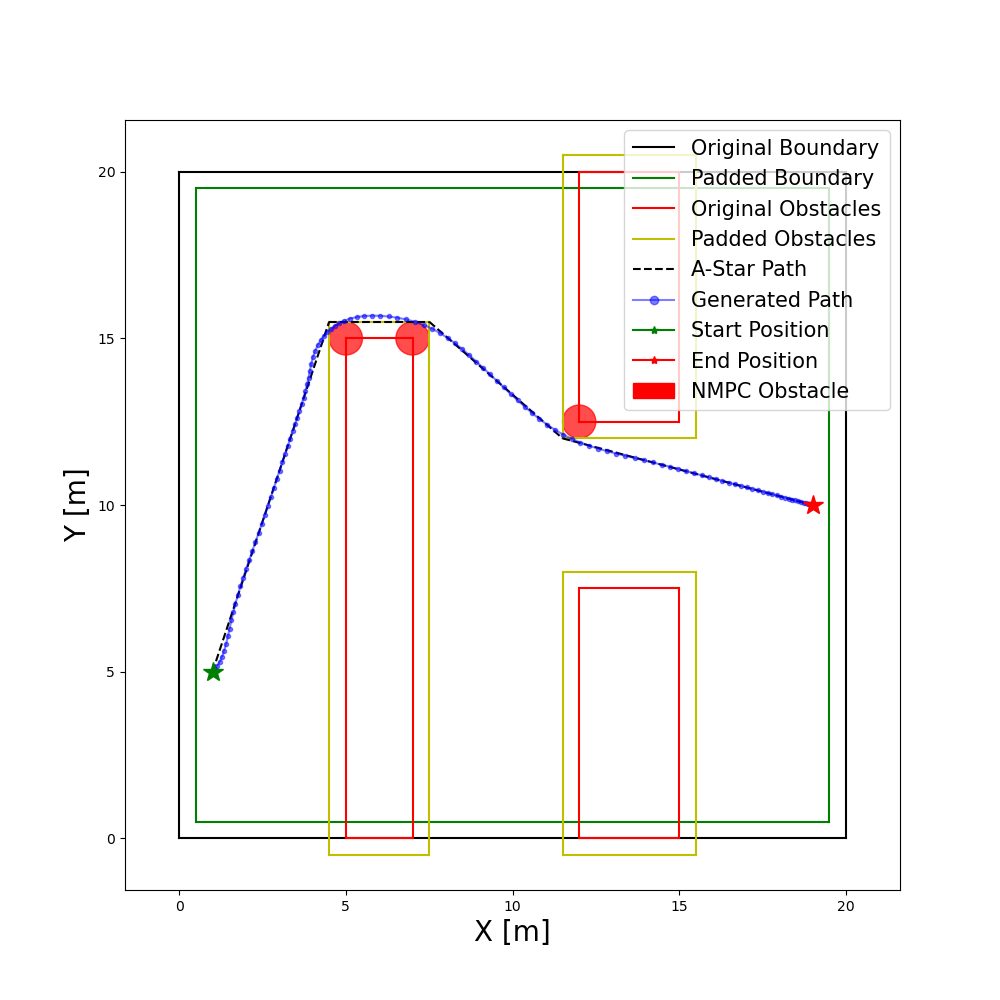 Original Boundary
Padded Boundary
Original Obstacles
Padded Obstacles
A-Star Path
Generated Path
Start Position
End Position
NMPC Obstacle
20
15
10
5
0
Y [m]
0 5 10 15 20
X [m]